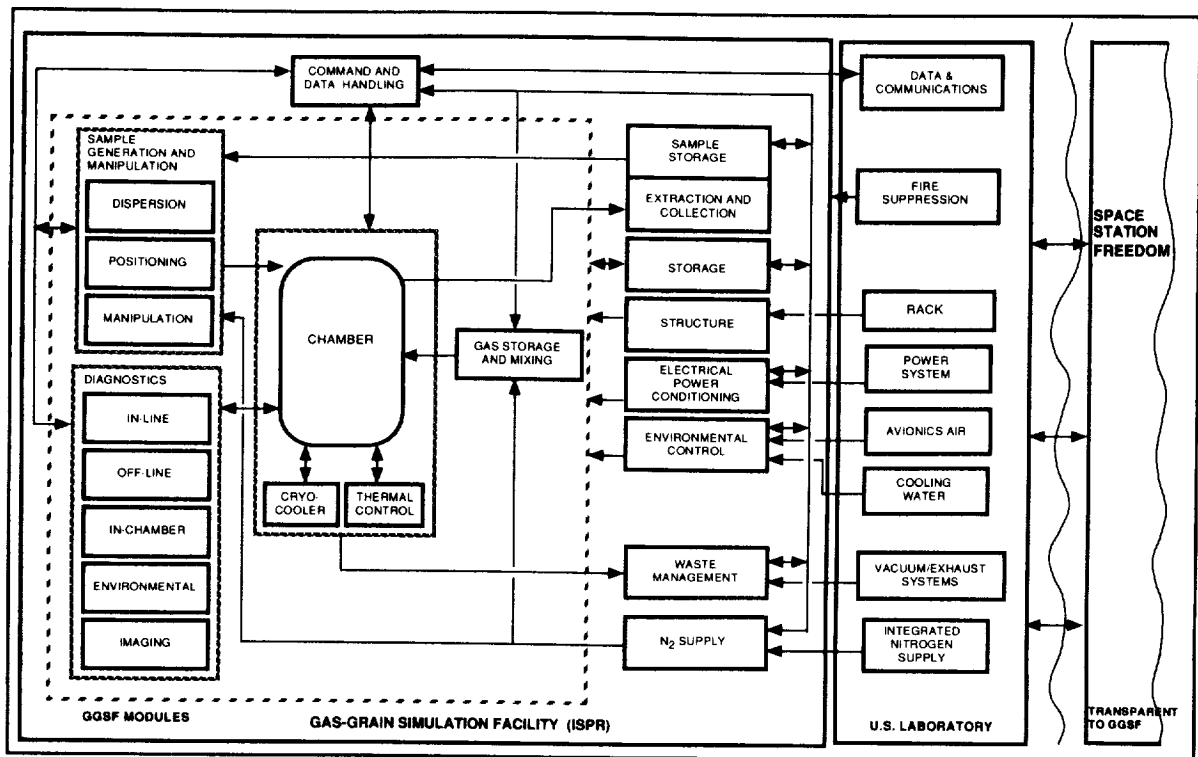 COMMAND AND
DATA HANDLING
DATA &
COMMUNICATIONS
SAMPLE
GENERATION AND
MANIPULATION
DISPERSION
POSITIONING
MANIPULATION
DIAGNOSTICS
IN-LINE
OFF-LINE
IN-CHAMBER
ENVIRONMENTAL
IMAGING
CHAMBER
CRYO-
COOLER
THERMAL
CONTROL
GAS STORAGE
AND MIXING
SAMPLE
STORAGE
EXTRACTION AND
COLLECTION
STORAGE
STRUCTURE
ELECTRICAL
POWER
CONDITIONING
ENVIRONMENTAL
CONTROL
WASTE
MANAGEMENT
N2 SUPPLY
FIRE
SUPPRESSION
RACK
POWER
SYSTEM
AVIONICS AIR
COOLING
WATER
VACUUM/EXHAUST
SYSTEMS
INTEGRATED
NITROGEN
SUPPLY
SPACE
STATION
FREEDOM
GGSF MODULES
GAS-GRAIN SIMULATION FACILITY (ISPR)
U.S. LABORATORY
TRANSPARENT
TO GGSF